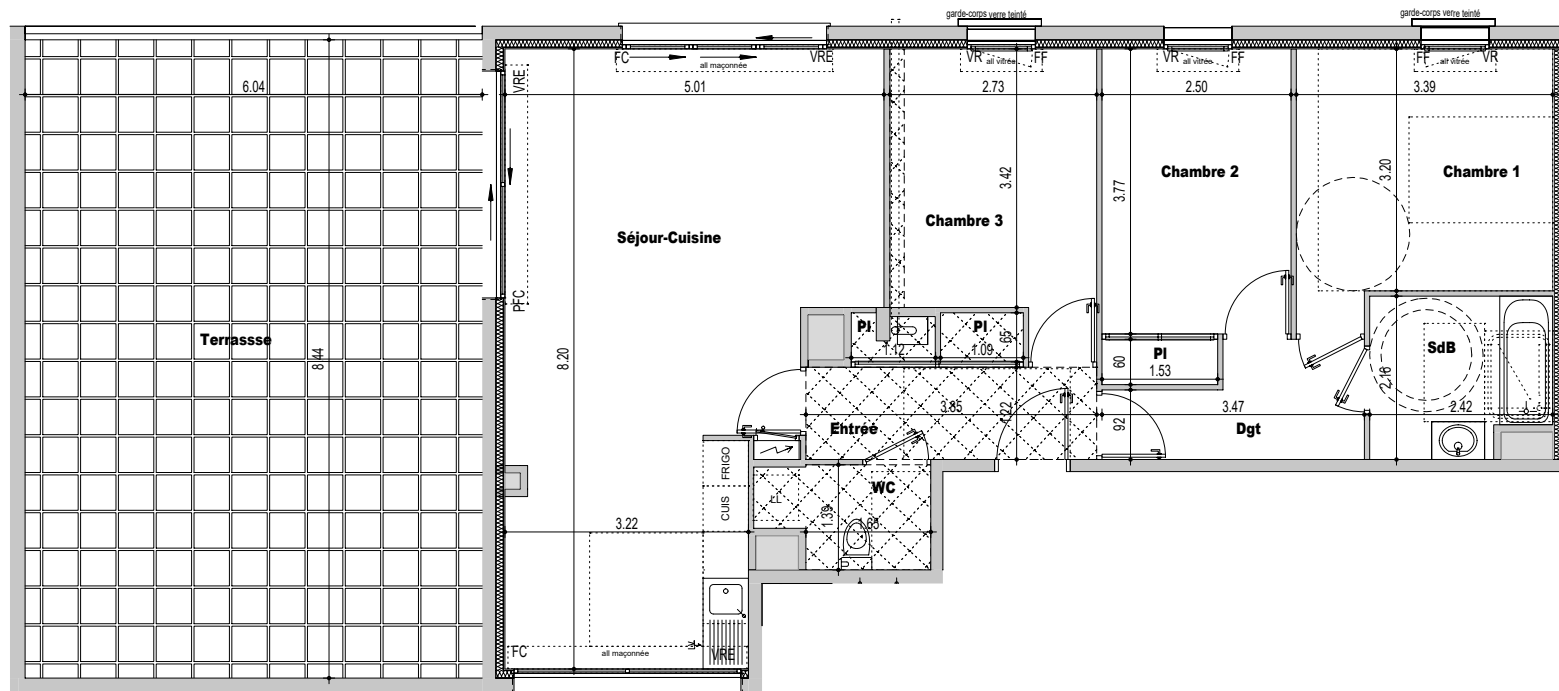 garde-corps verre teinté
garde-corps verre teinté
FC
all maçonnée
VRE
VR
all vitrée
FF
VR
all vitrée
FF
FF
all vitrée
VR
VRE
6.04
5.01
2.73
2.50
3.39
3.42
3.77
3.20
Chambre 2
Chambre 1
Chambre 3
Séjour-Cuisine
PFC
Terrassse
8.44
8.20
Pl
Pl
65
1.12
1.09
Pl
60
1.53
SdB
2.16
3.85
1.22
3.47
2.42
Entrée
92
Dgt
FRIGO
CUIS
LL
WC
1.39
1.65
3.22
LV
FC
all maçonnée
VRE